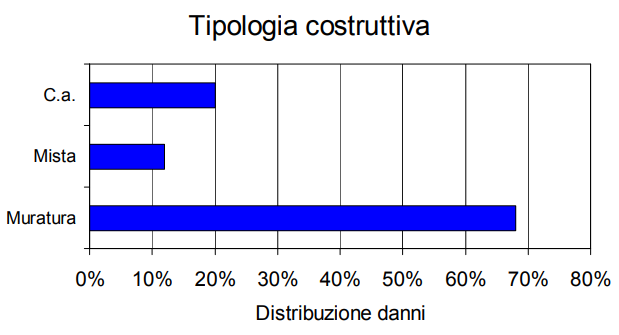 Tipologia costruttiva
C.a.
Mista
Muratura
0% 10% 20% 30% 40% 50% 60% 70% 80%
Distribuzione danni